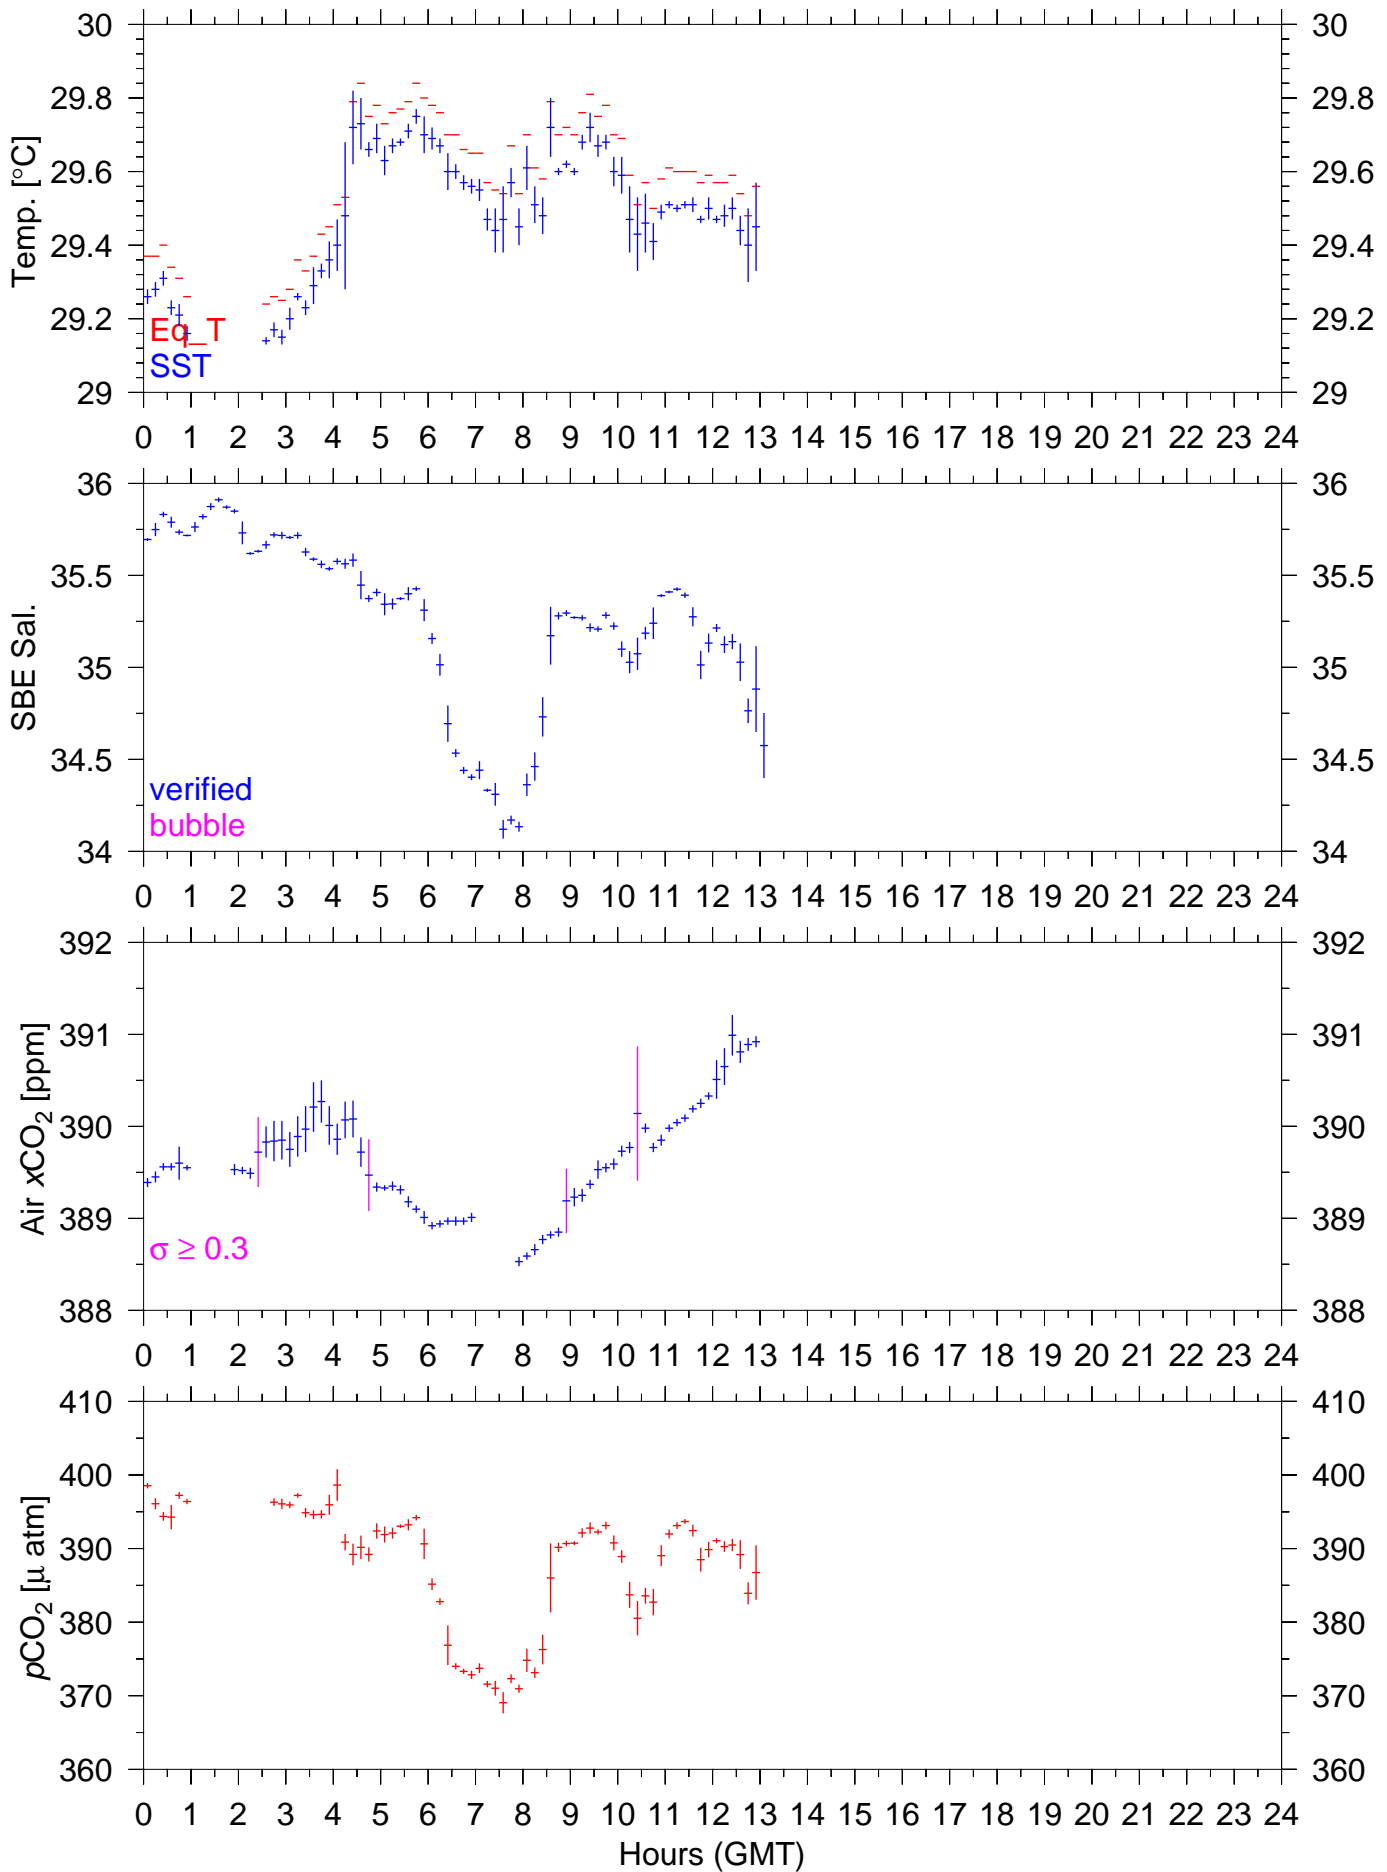 30 30
29.8 29.8
29.6 29.6
29.4 29.4
29.2 29.2
29 29
Temp. [°C]
Eq_T
SST
0 1 2 3 4 5 6 7 8 9 10 11 12 13 14 15 16 17 18 19 20 21 22 23 24
36 36
35.5 35.5
35 35
34.5 34.5
34 34
SBE Sal.
verified
bubble
0 1 2 3 4 5 6 7 8 9 10 11 12 13 14 15 16 17 18 19 20 21 22 23 24
392 392
391 391
390 390
389 389
388 388
Air xCO₂ [ppm]
σ ≥ 0.3
0 1 2 3 4 5 6 7 8 9 10 11 12 13 14 15 16 17 18 19 20 21 22 23 24
410 410
400 400
390 390
380 380
370 370
360 360
pCO₂ [μ atm]
0 1 2 3 4 5 6 7 8 9 10 11 12 13 14 15 16 17 18 19 20 21 22 23 24
Hours (GMT)